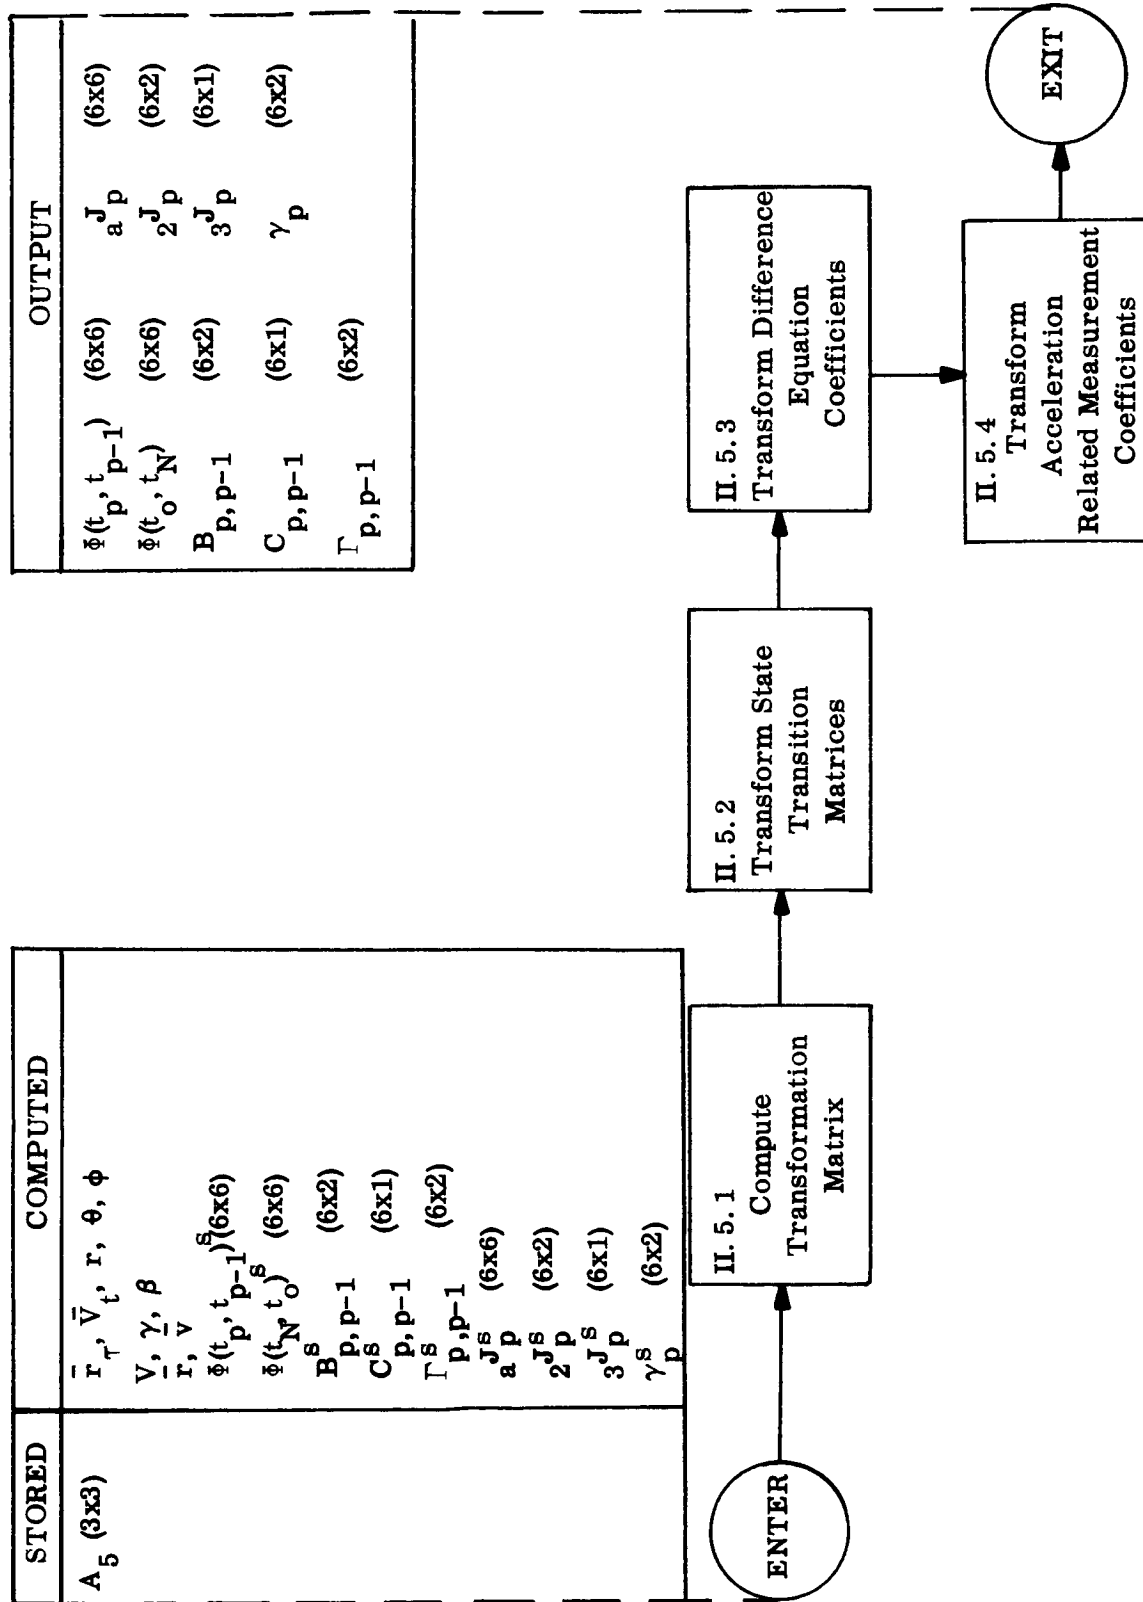 STORED
A5 (3x3)
COMPUTED
r̄τ, V̄t, r, θ, φ
V, γ, β
r̲, v̲
Φ(tp, tp-1)s (6x6)
Φ(tN, to)s (6x6)
Bsp,p-1 (6x2)
Csp,p-1 (6x1)
Γsp,p-1 (6x2)
aJsp (6x6)
2Jsp (6x2)
3Jsp (6x1)
γsp (6x2)
OUTPUT
Φ(tp, tp-1) (6x6) aJp (6x6)
Φ(to, tN) (6x6) 2Jp (6x2)
Bp,p-1 (6x2) 3Jp (6x1)
Cp,p-1 (6x1) γp (6x2)
Γp,p-1 (6x2)
ENTER
II.5.1
Compute
Transformation
Matrix
II.5.2
Transform State
Transition
Matrices
II.5.3
Transform Difference
Equation
Coefficients
II.5.4
Transform
Acceleration
Related Measurement
Coefficients
EXIT